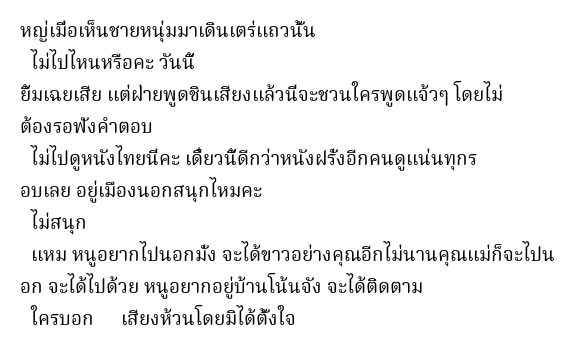 หญ่เมื่อเห็นชายหนุ่มมาเดินเตร่แถวนั้น
ไม่ไปไหนหรือคะ วันนี้
ยิ้มเฉยเสีย แต่ฝ่ายพูดชินเสียงแล้วนี่จะชวนใครพูดแจ้วๆ โดยไม่
ต้องรอฟังคำตอบ
ไม่ไปดูหนังไทยนี่คะ เดี๋ยวนี้ดีกว่าหนังฝรั่งอีกคนดูแน่นทุกร
อบเลย อยู่เมืองนอกสนุกไหมคะ
ไม่สนุก
แหม หนูอยากไปนอกมั่ง จะได้ขาวอย่างคุณอีกไม่นานคุณแม่ก็จะไปน
อก จะได้ไปด้วย หนูอยากอยู่บ้านโน้นจัง จะได้ติดตาม
ใครบอก เสียงห้วนโดยมิได้ตั้งใจ